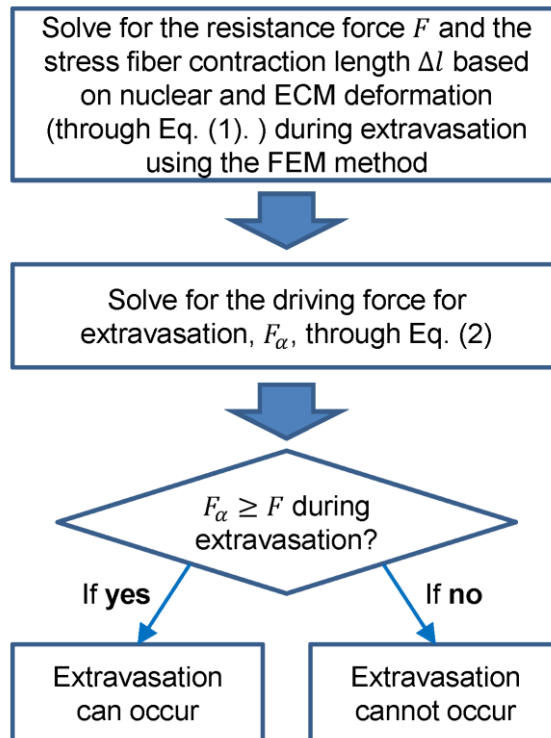 Solve for the resistance force F and the
stress fiber contraction length Δl based
on nuclear and ECM deformation
(through Eq. (1). ) during extravasation
using the FEM method
Solve for the driving force for
extravasation, Fα, through Eq. (2)
Fα ≥ F during
extravasation?
If yes
If no
Extravasation
can occur
Extravasation
cannot occur